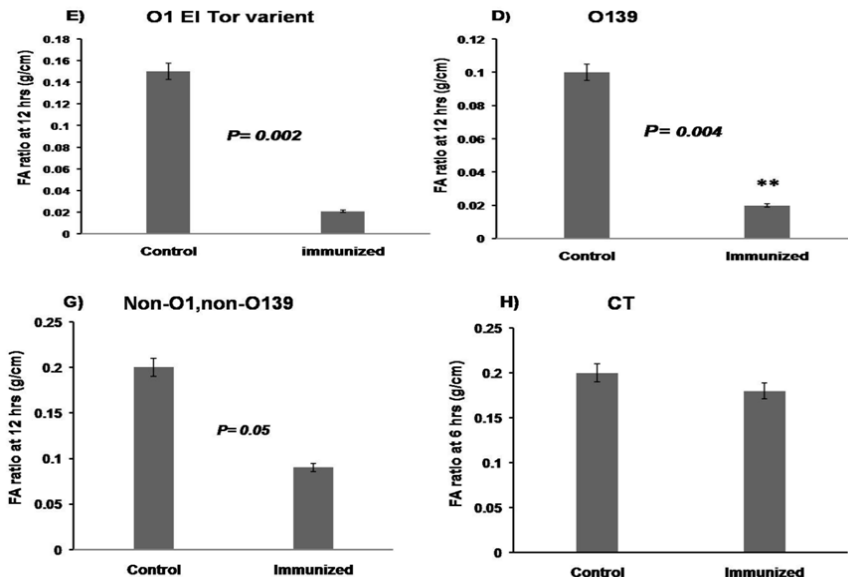 E) O1 El Tor varient
FA ratio at 12 hrs (g/cm)
0.18
0.16
0.14
0.12
0.1
0.08
0.06
0.04
0.02
0
P= 0.002
Control immunized
D) O139
FA ratio at 12 hrs (g/cm)
0.12
0.1
0.08
0.06
0.04
0.02
0
P= 0.004
**
Control Immunized
G) Non-O1,non-O139
FA ratio at 12 hrs (g/cm)
0.25
0.2
0.15
0.1
0.05
0
P= 0.05
Control Immunized
H) CT
FA ratio at 6 hrs (g/cm)
0.25
0.2
0.15
0.1
0.05
0
Control Immunized